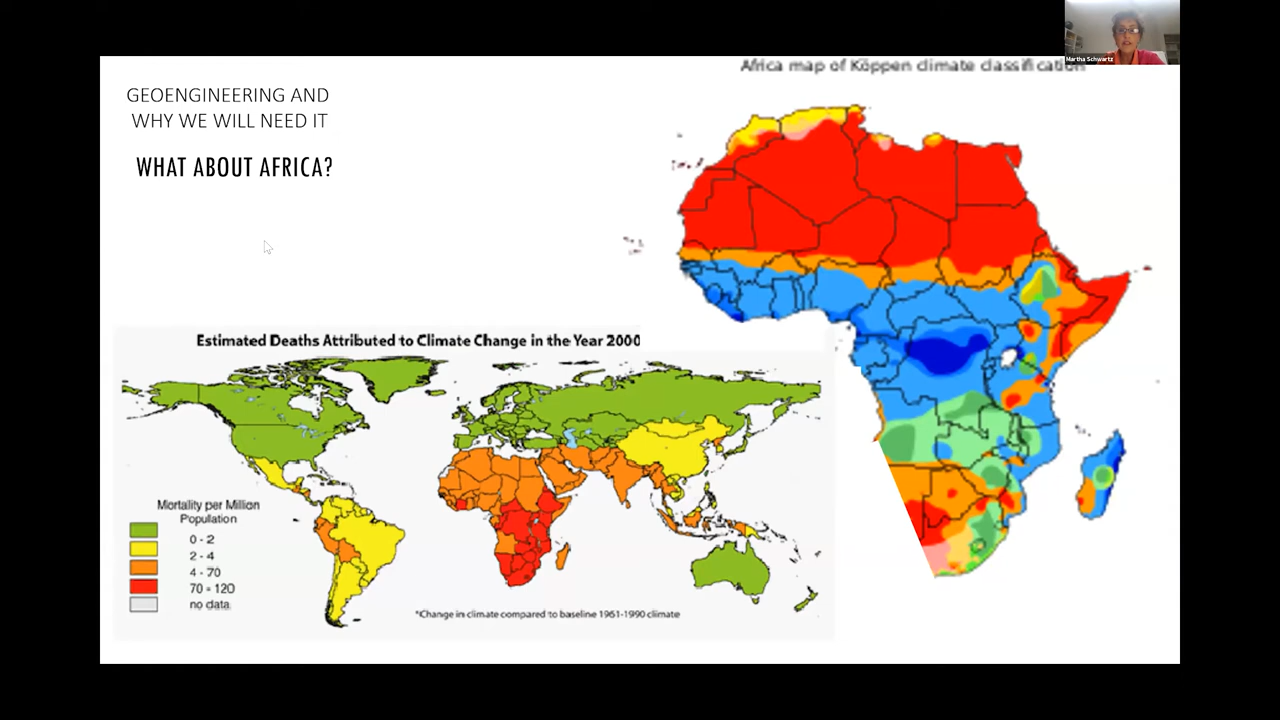 GEOENGINEERING AND
WHY WE WILL NEED IT
WHAT ABOUT AFRICA?
Africa map of Köppen climate classification
Martha Schwartz
Estimated Deaths Attributed to Climate Change in the Year 2000
Mortality per Million
Population
0 - 2
2 - 4
4 - 70
70 - 120
no data
*Change in climate compared to baseline 1961-1990 climate